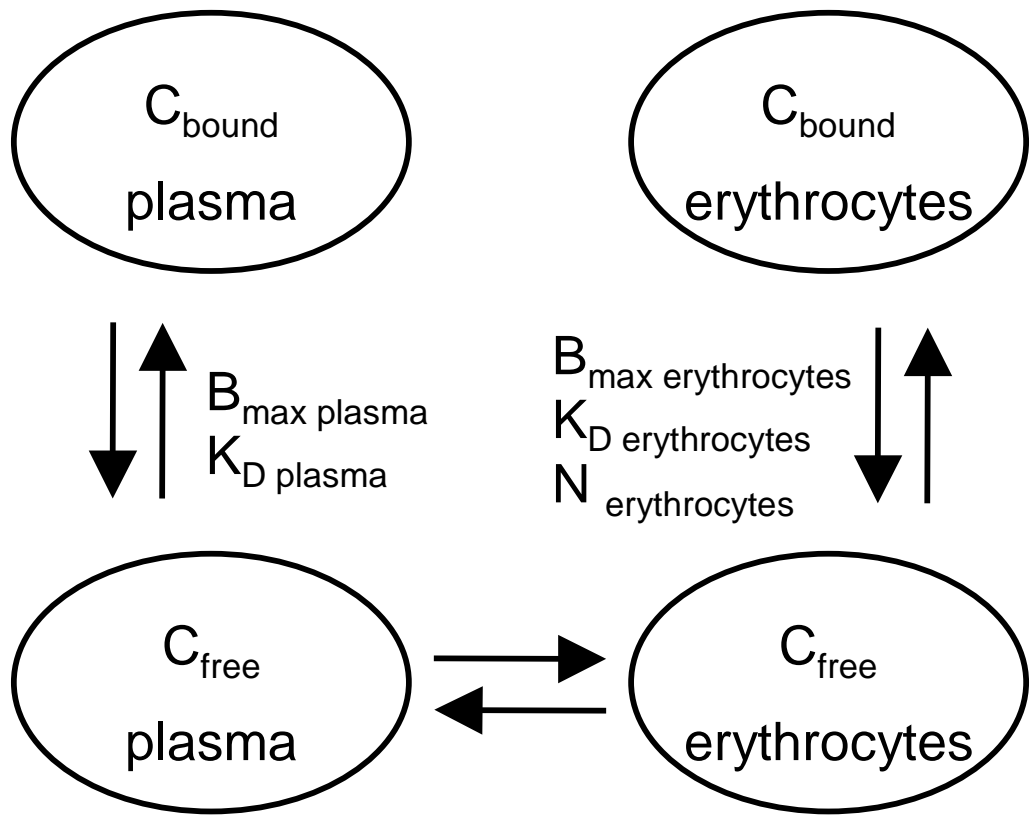 C bound
plasma
C bound
erythrocytes
B max plasma
K D plasma
B max erythrocytes
K D erythrocytes
N erythrocytes
C free
plasma
C free
erythrocytes